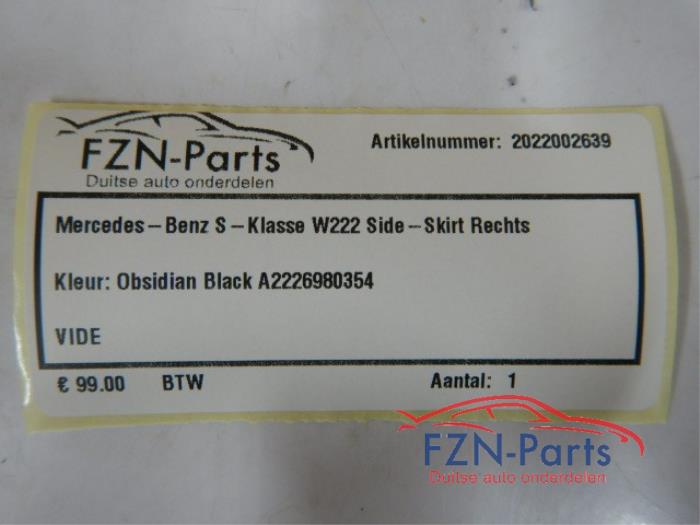 FZN-Parts
Duitse auto onderdelen
Artikelnummer: 2022002639
Mercedes-Benz S-Klasse W222 Side-Skirt Rechts
Kleur: Obsidian Black A2226980354
VIDE
€ 99.00 BTW Aantal: 1
FZN-Parts
Duitse auto onderdelen